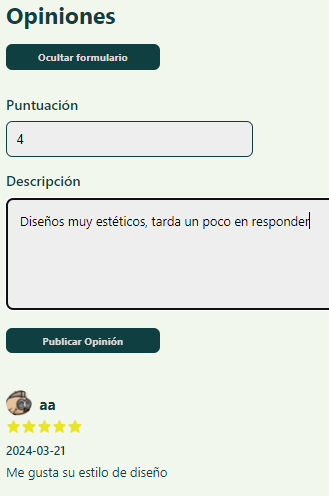 Opiniones
Ocultar formulario
Puntuación
4
Descripción
Diseños muy estéticos, tarda un poco en responder
Publicar Opinión
aa
2024-03-21
Me gusta su estilo de diseño